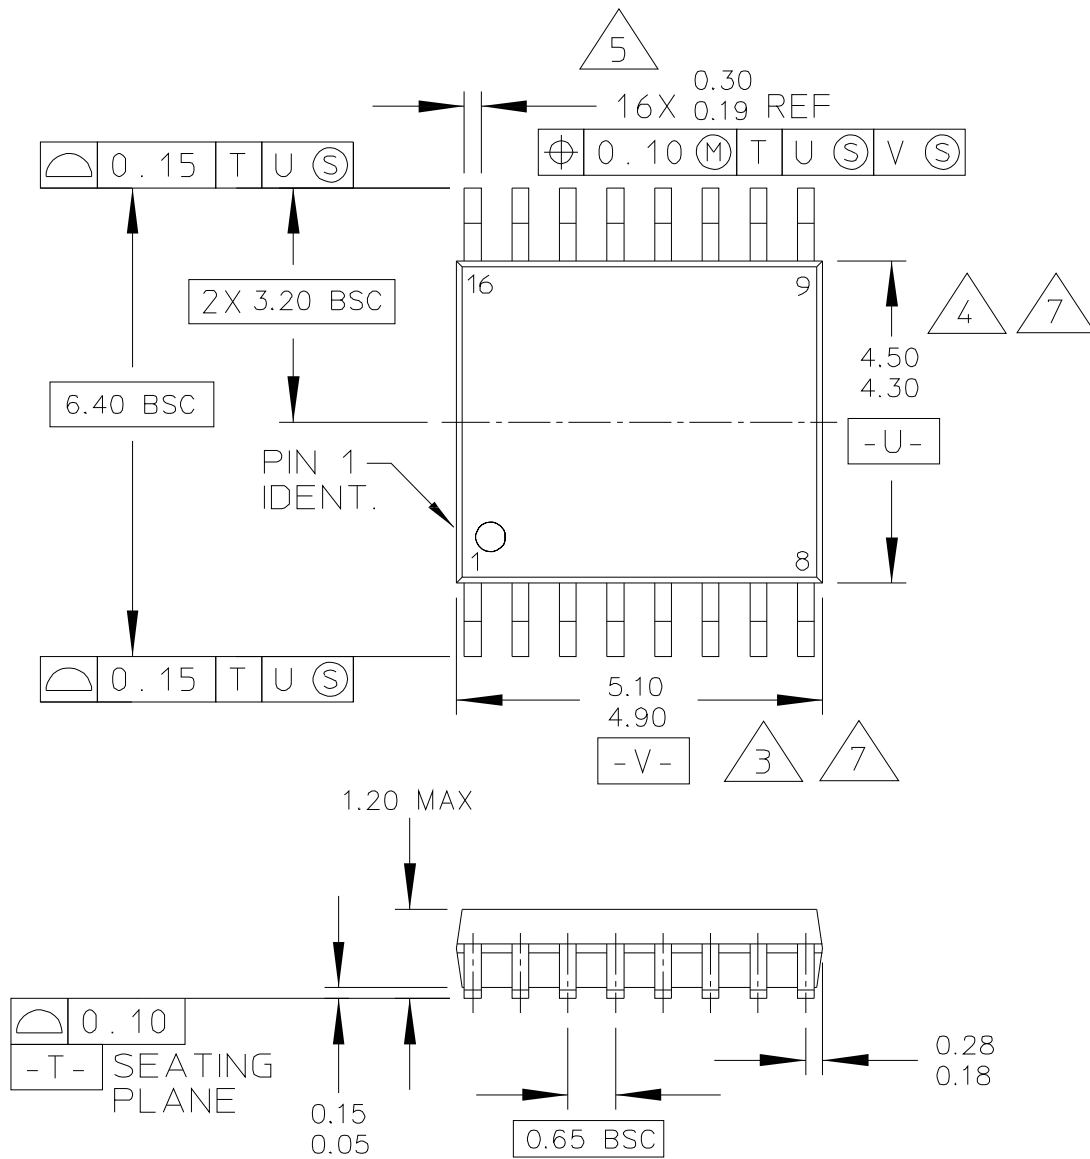 5
0.30
16X 0.19 REF
0.15 T U Ⓢ
⌖ 0.10 Ⓜ T U Ⓢ V Ⓢ
16
9
2X 3.20 BSC
4
7
4.50
4.30
6.40 BSC
-U-
PIN 1
IDENT.
1
8
0.15 T U Ⓢ
5.10
4.90
-V-
3
7
1.20 MAX
0.10
-T- SEATING
PLANE
0.15
0.05
0.65 BSC
0.28
0.18